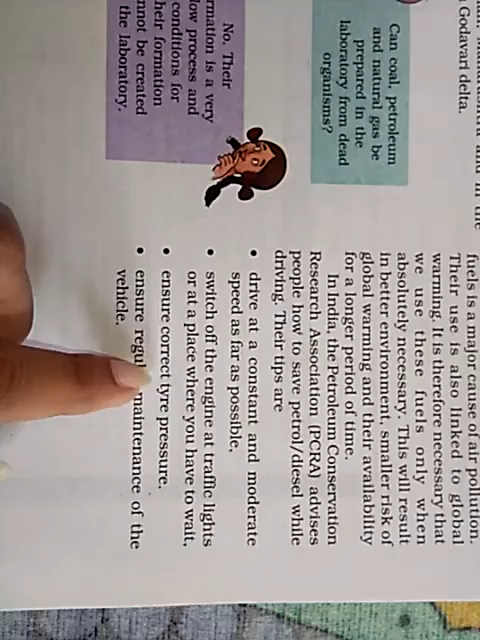 Godavari delta.
Can coal, petroleum
and natural gas be
prepared in the
laboratory from dead
organisms?
No. Their
is a very
process and
conditions for
their formation
be created
the laboratory.
fuels is a major cause of air pollution.
Their use is also linked to global
warming. It is therefore necessary that
we use these fuels only when
absolutely necessary. This will result
in better environment, smaller risk of
global warming and their availability
for a longer period of time.
In India, the Petroleum Conservation
Research Association (PCRA) advises
people how to save petrol/diesel while
driving. Their tips are
• drive at a constant and moderate
speed as far as possible,
• switch off the engine at traffic lights
or at a place where you have to wait,
• ensure correct tyre pressure.
• ensure maintenance of the
vehicle.